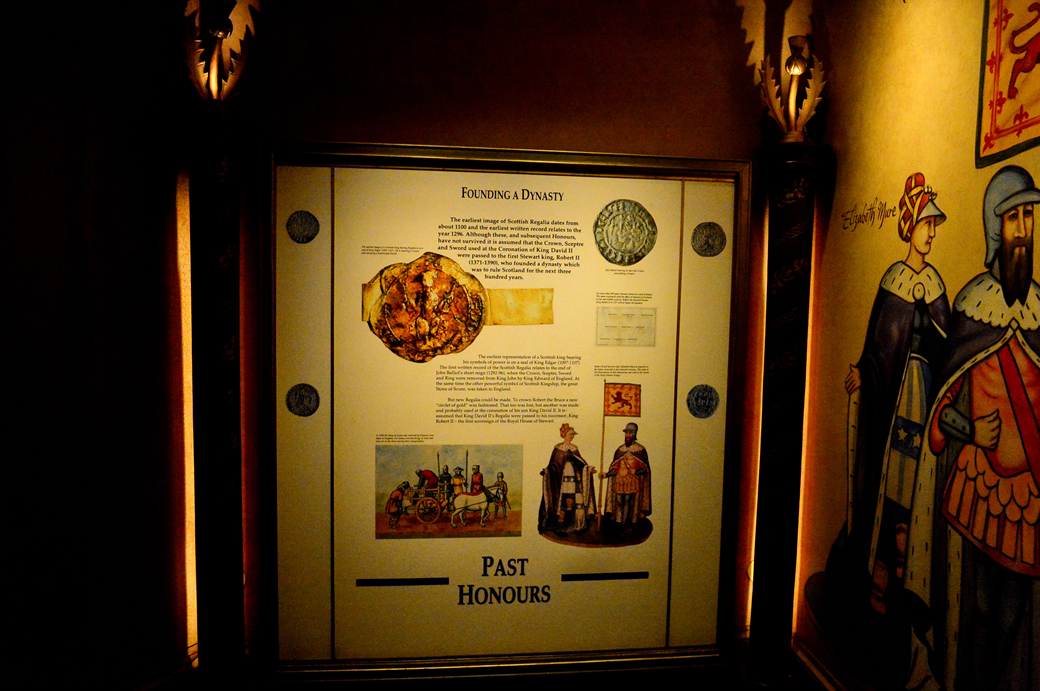 FOUNDING A DYNASTY
The earliest image of Scottish Regalia dates from
about 1100 and the earliest written record relates to the
year 1296. Although these, and subsequent Honours,
have not survived it is assumed that the Crown, Sceptre
and Sword used at the Coronation of King David II
were passed to the first Stewart king, Robert II
(1371-1390), who founded a dynasty which
was to rule Scotland for the next three
hundred years.
The earliest representation of a Scottish king bearing
his symbols of power is on a seal of King Edgar (1097-1107).
The first written record of the Scottish Regalia relates to the end of
John Balliol's short reign (1292-96), when the Crown, Sceptre, Sword
and Ring were removed from King John by King Edward of England. At
the same time the other powerful symbol of Scottish Kingship, the great
Stone of Scone, was taken to England.
But new Regalia could be made. To crown Robert the Bruce a new
"circlet of gold" was fashioned. That too was lost, but another was made
and probably used at the coronation of his son King David II. It is
assumed that King David II's Regalia were passed to his successor, King
Robert II – the first sovereign of the Royal House of Stewart.
PAST
HONOURS
Elizabeth More